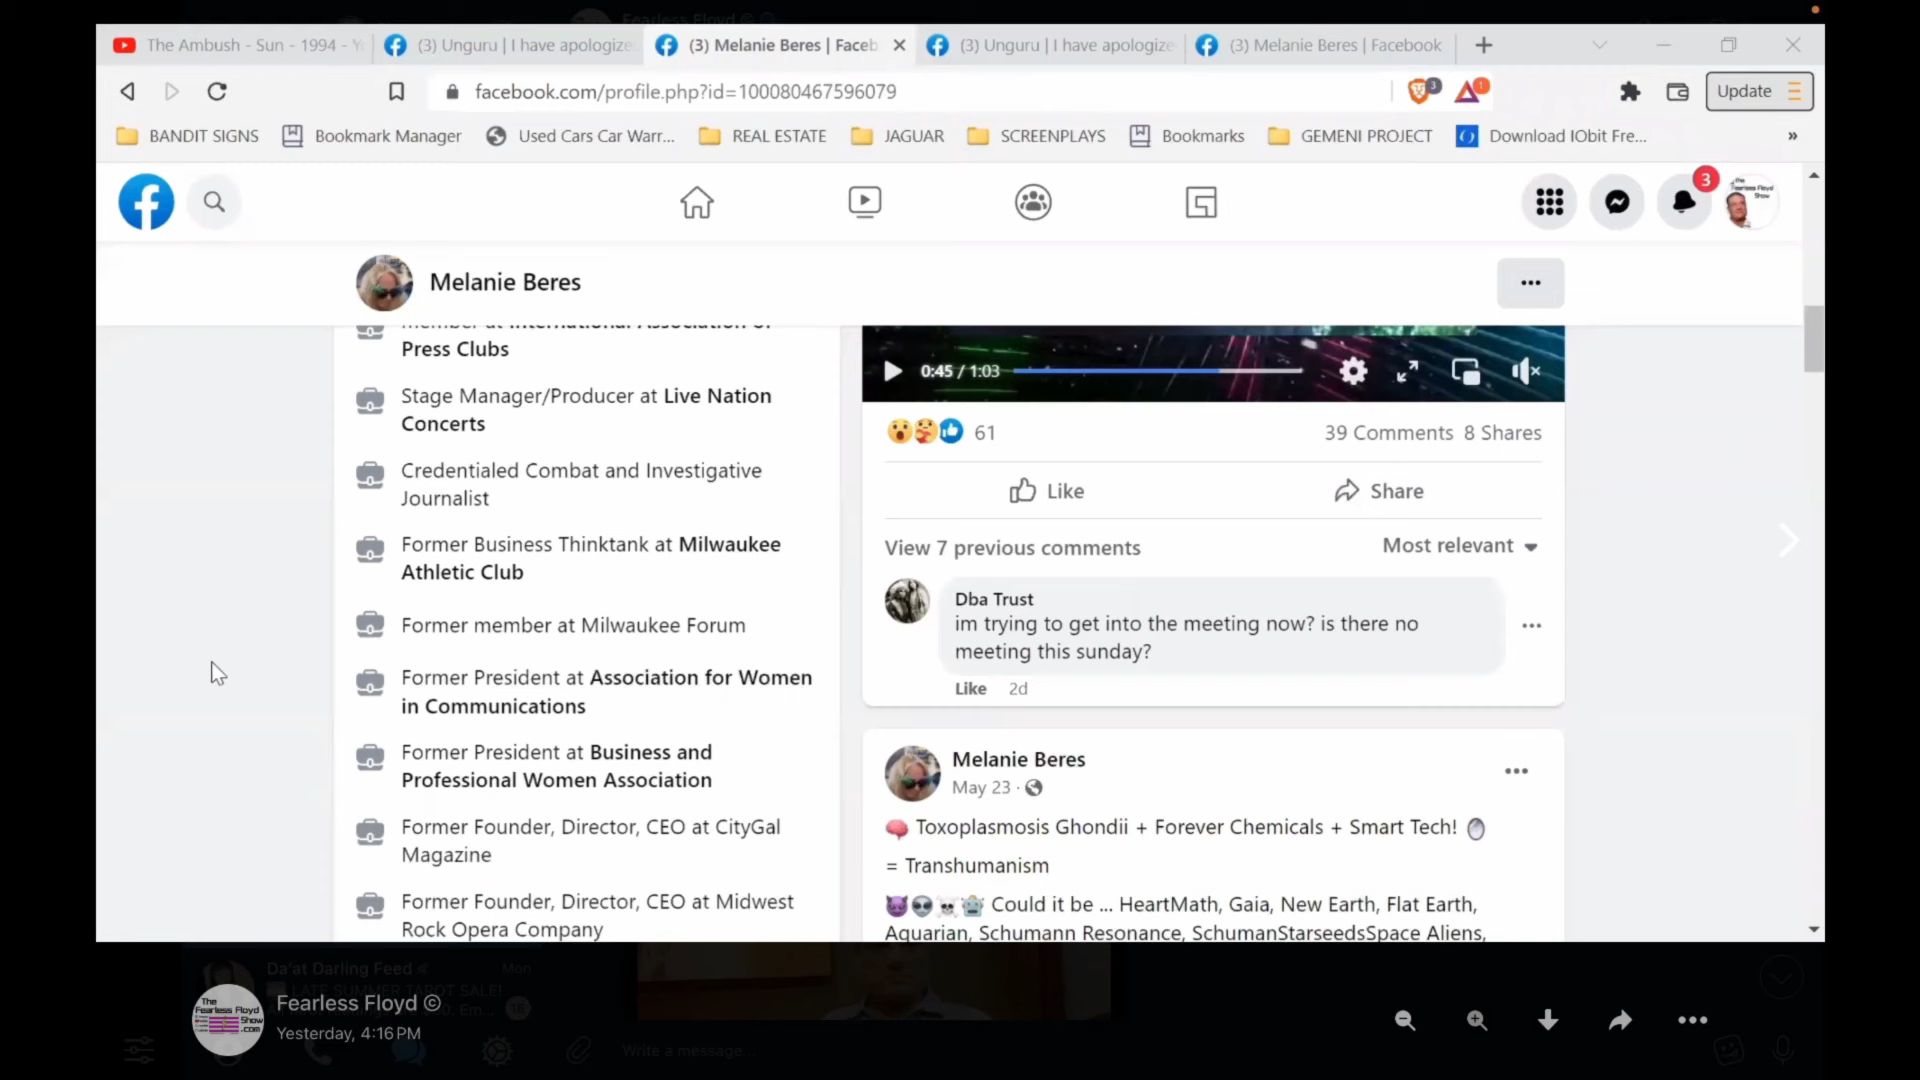 The Ambush - Sun - 1994 - Y
(3) Unguru | I have apologize
(3) Melanie Beres | Faceb
(3) Unguru | I have apologize
(3) Melanie Beres | Facebook
facebook.com/profile.php?id=100080467596079
3
1
Update
BANDIT SIGNS
Bookmark Manager
Used Cars Car Warr...
REAL ESTATE
JAGUAR
SCREENPLAYS
Bookmarks
GEMENI PROJECT
Download IObit Fre...
»
3
Melanie Beres
member at International Association of
Press Clubs
Stage Manager/Producer at Live Nation
Concerts
Credentialed Combat and Investigative
Journalist
Former Business Thinktank at Milwaukee
Athletic Club
Former member at Milwaukee Forum
Former President at Association for Women
in Communications
Former President at Business and
Professional Women Association
Former Founder, Director, CEO at CityGal
Magazine
Former Founder, Director, CEO at Midwest
Rock Opera Company
0:45 / 1:03
61
39 Comments 8 Shares
Like
Share
View 7 previous comments
Most relevant
Dba Trust
im trying to get into the meeting now? is there no
meeting this sunday?
Like 2d
Melanie Beres
May 23 ·
🧠 Toxoplasmosis Ghondii + Forever Chemicals + Smart Tech!
= Transhumanism
😈👽☠️🤖 Could it be ... HeartMath, Gaia, New Earth, Flat Earth,
Aquarian, Schumann Resonance, SchumanStarseedsSpace Aliens,
Da'at Darling Feed
Mon
LATE SUMMER TAROT SALE!
The
Fearless Floyd
Show
.com
Fearless Floyd ©
Yesterday, 4:16 PM
Write a message...